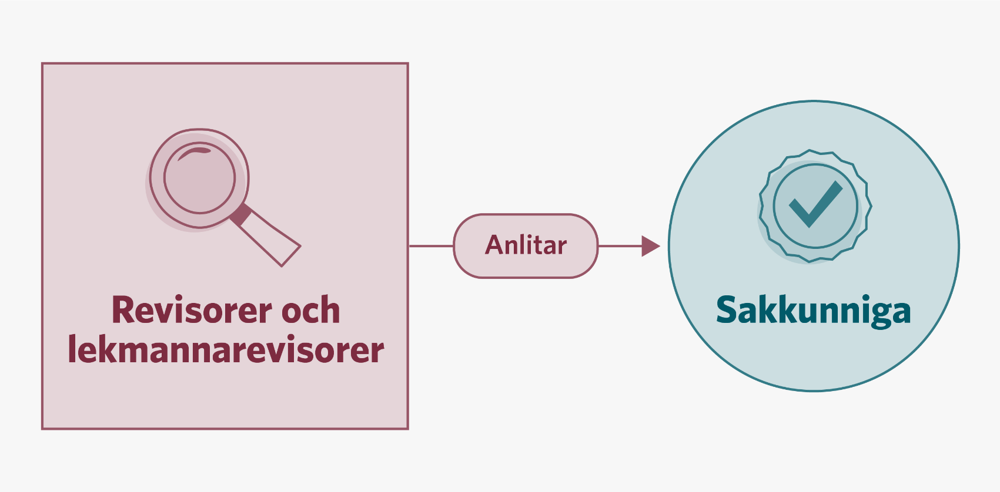 Revisorer och
lekmannarevisorer
Anlitar
Sakkunniga